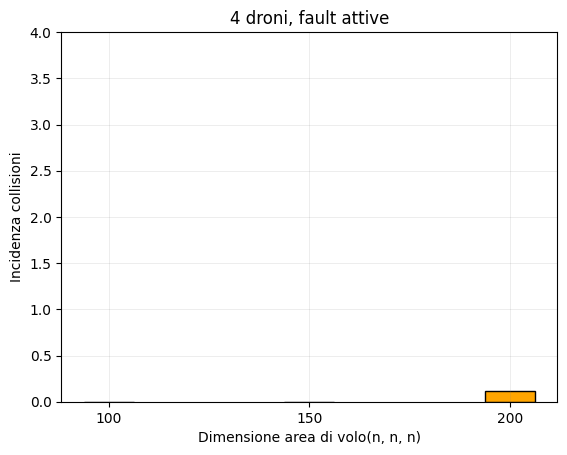 4 droni, fault attive
4.0
3.5
3.0
2.5
2.0
1.5
1.0
0.5
0.0
Incidenza collisioni
100 150 200
Dimensione area di volo(n, n, n)